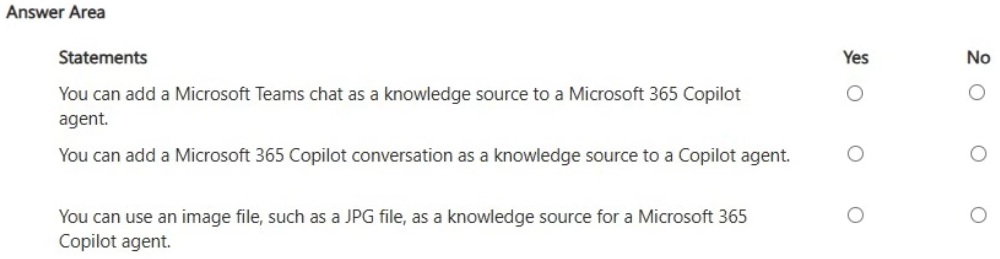 Answer Area
Statements Yes No
You can add a Microsoft Teams chat as a knowledge source to a Microsoft 365 Copilot
agent.
You can add a Microsoft 365 Copilot conversation as a knowledge source to a Copilot agent.
You can use an image file, such as a JPG file, as a knowledge source for a Microsoft 365
Copilot agent.